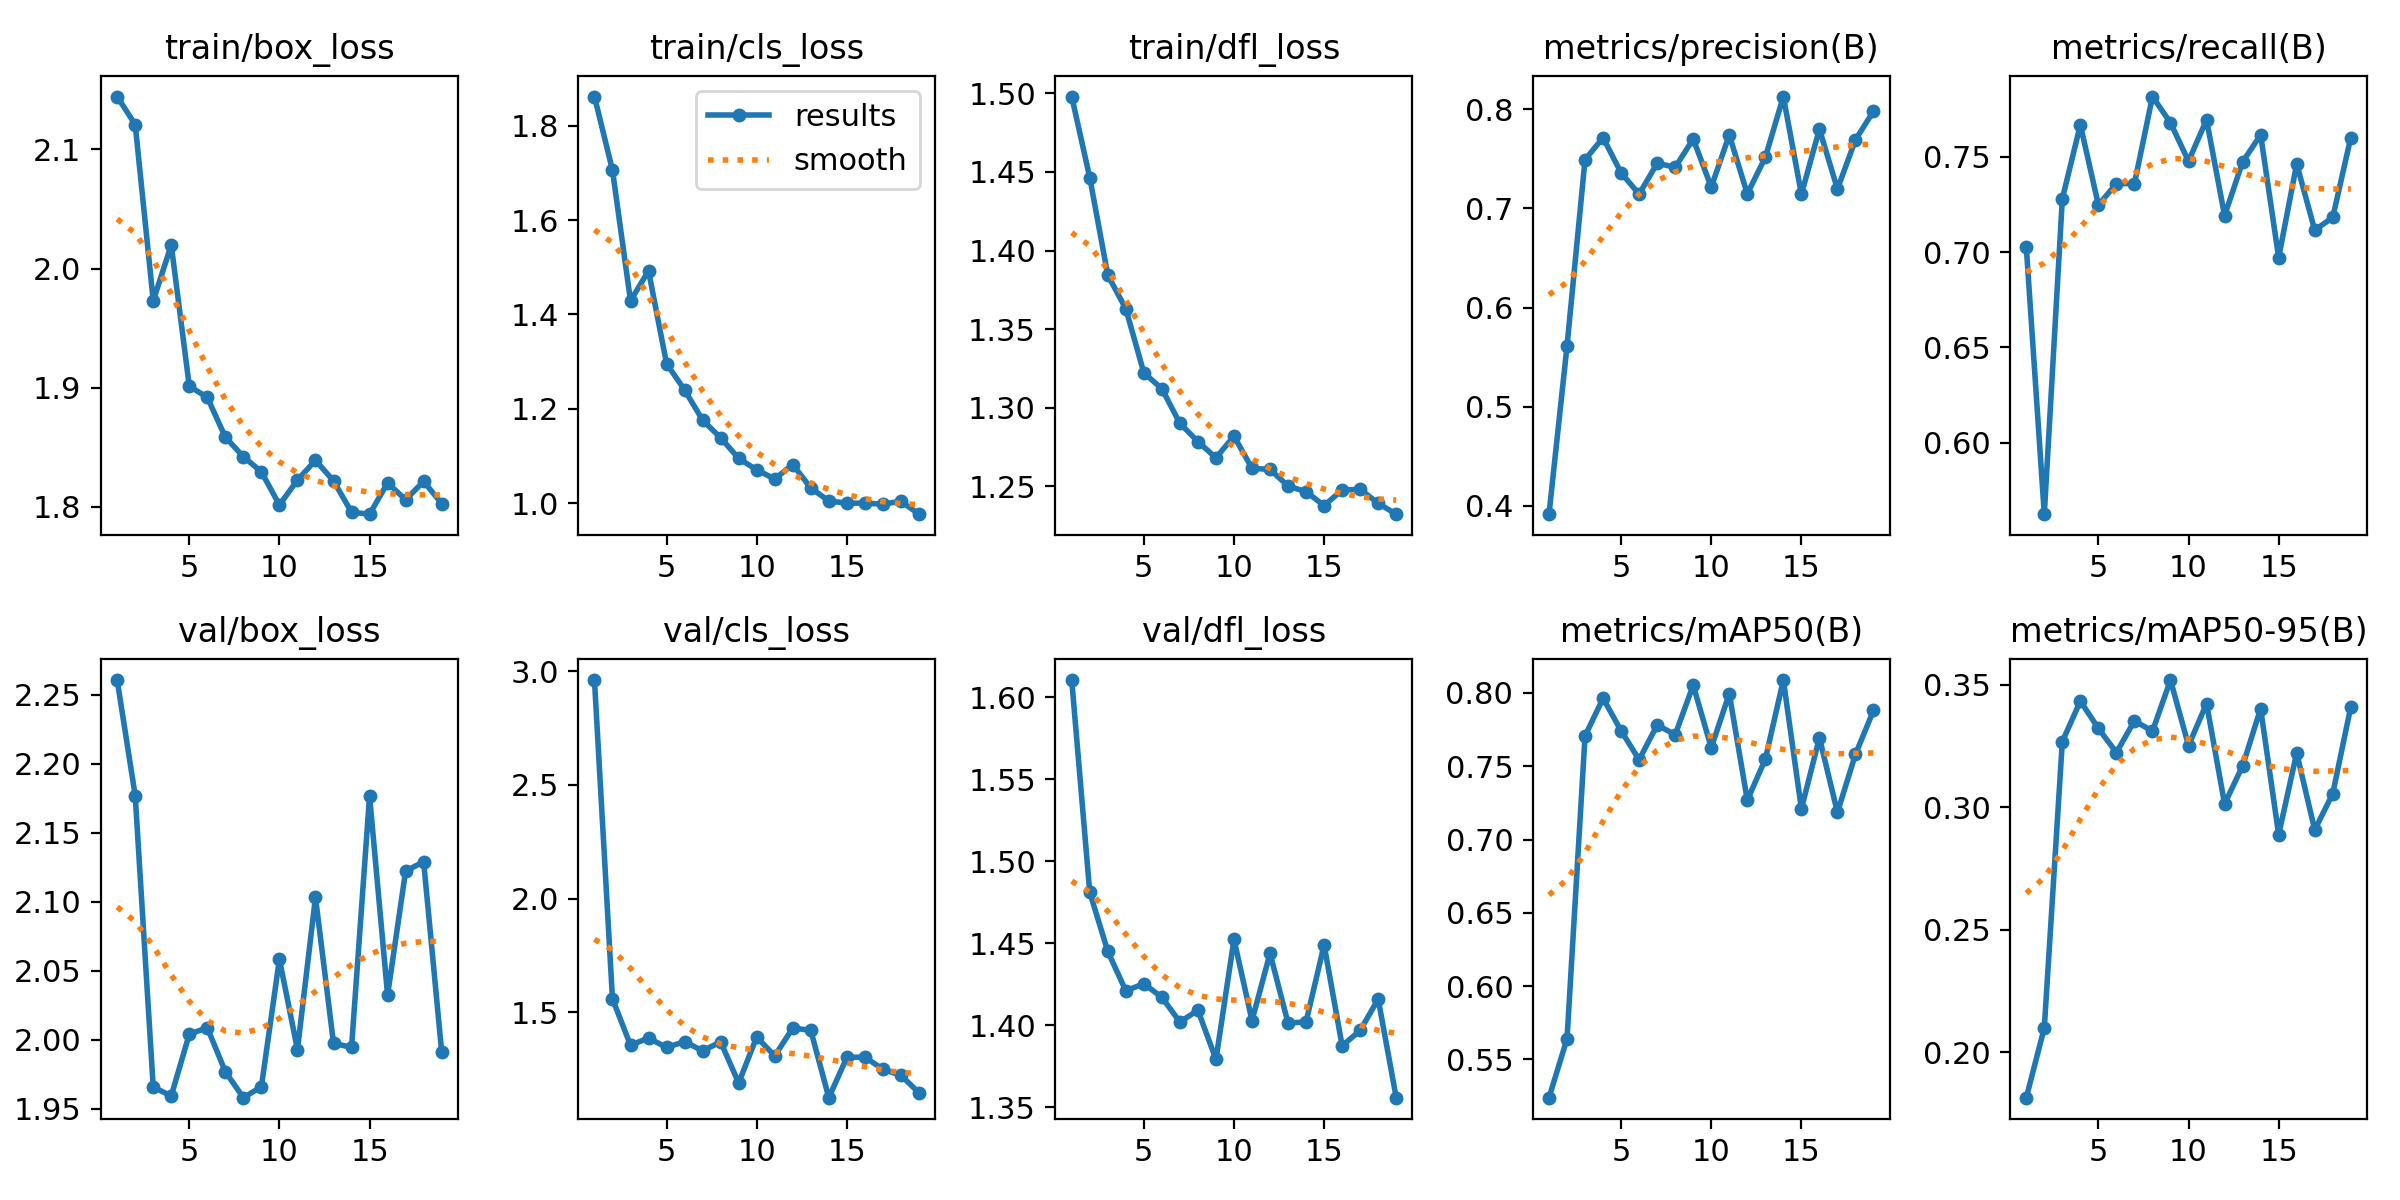 train/box_loss
2.1
2.0
1.9
1.8
5 10 15
train/cls_loss
results
smooth
1.8
1.6
1.4
1.2
1.0
5 10 15
train/dfl_loss
1.50
1.45
1.40
1.35
1.30
1.25
5 10 15
metrics/precision(B)
0.8
0.7
0.6
0.5
0.4
5 10 15
metrics/recall(B)
0.75
0.70
0.65
0.60
5 10 15
val/box_loss
2.25
2.20
2.15
2.10
2.05
2.00
1.95
5 10 15
val/cls_loss
3.0
2.5
2.0
1.5
5 10 15
val/dfl_loss
1.60
1.55
1.50
1.45
1.40
1.35
5 10 15
metrics/mAP50(B)
0.80
0.75
0.70
0.65
0.60
0.55
5 10 15
metrics/mAP50-95(B)
0.35
0.30
0.25
0.20
5 10 15